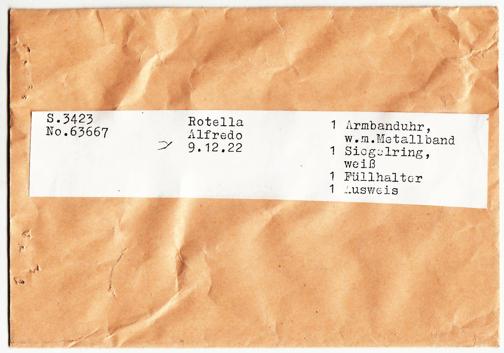 S.3423
No.63667
Rotella
Alfredo
9.12.22
1 Armbanduhr,
w.m.Metallband
1 Siegelring,
weiß
1 Füllhalter
1 Ausweis